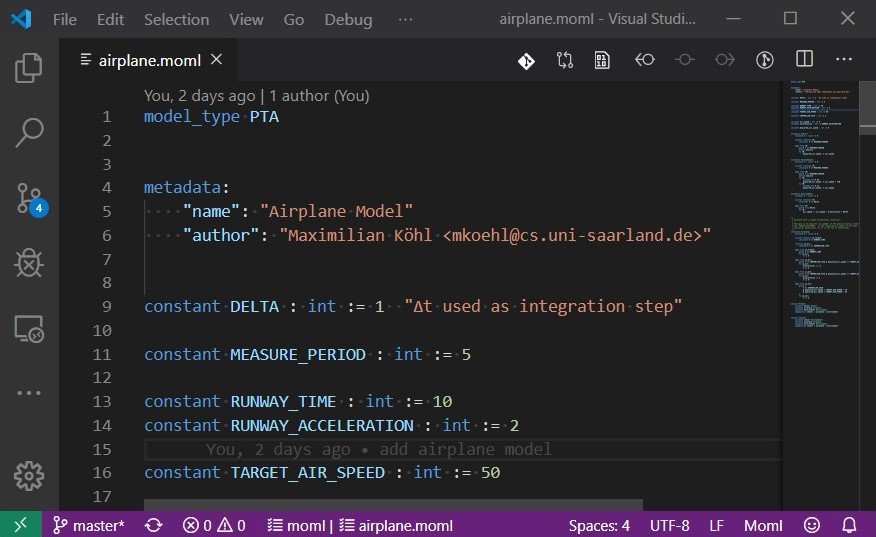 File Edit Selection View Go Debug ··· airplane.moml - Visual Studi...
airplane.moml
You, 2 days ago | 1 author (You)
1 model_type PTA
2
3
4 metadata:
5 "name": "Airplane Model"
6 "author": "Maximilian Köhl <mkoehl@cs.uni-saarland.de>"
7
8
9 constant DELTA : int := 1 "Δt used as integration step"
10
11 constant MEASURE_PERIOD : int := 5
12
13 constant RUNWAY_TIME : int := 10
14 constant RUNWAY_ACCELERATION : int := 2
15 You, 2 days ago • add airplane model
16 constant TARGET_AIR_SPEED : int := 50
17
4
master* 0 0 moml | airplane.moml Spaces: 4 UTF-8 LF Moml